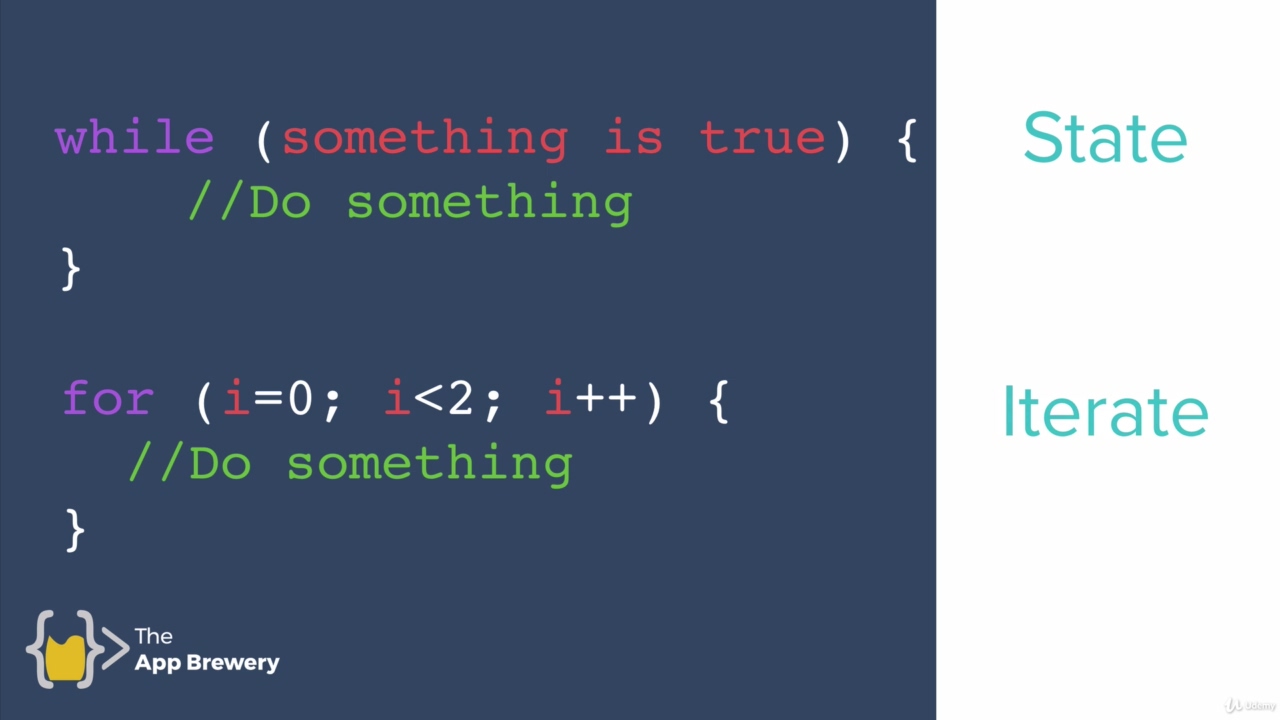 while (something is true) {
//Do something
}
State
for (i=0; i<2; i++) {
//Do something
}
Iterate
The
App Brewery
Udemy